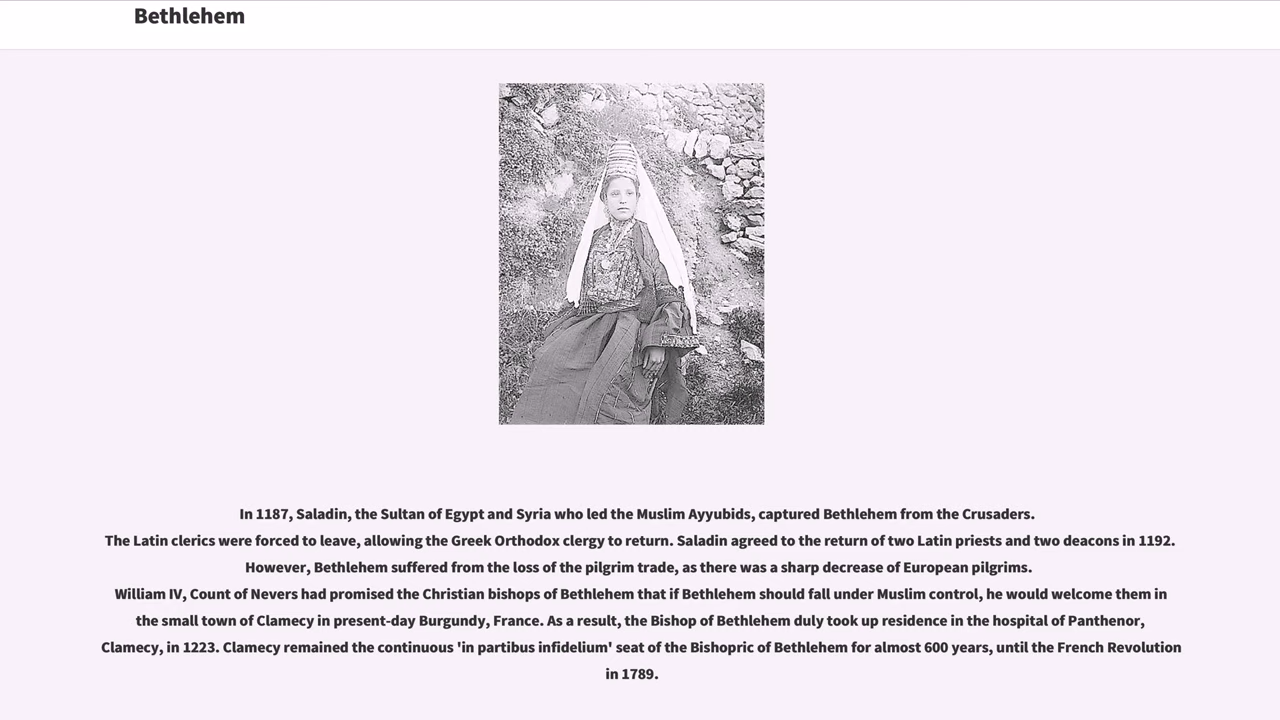 Bethlehem
In 1187, Saladin, the Sultan of Egypt and Syria who led the Muslim Ayyubids, captured Bethlehem from the Crusaders.
The Latin clerics were forced to leave, allowing the Greek Orthodox clergy to return. Saladin agreed to the return of two Latin priests and two deacons in 1192.
However, Bethlehem suffered from the loss of the pilgrim trade, as there was a sharp decrease of European pilgrims.
William IV, Count of Nevers had promised the Christian bishops of Bethlehem that if Bethlehem should fall under Muslim control, he would welcome them in
the small town of Clamecy in present-day Burgundy, France. As a result, the Bishop of Bethlehem duly took up residence in the hospital of Panthenor,
Clamecy, in 1223. Clamecy remained the continuous 'in partibus infidelium' seat of the Bishopric of Bethlehem for almost 600 years, until the French Revolution
in 1789.